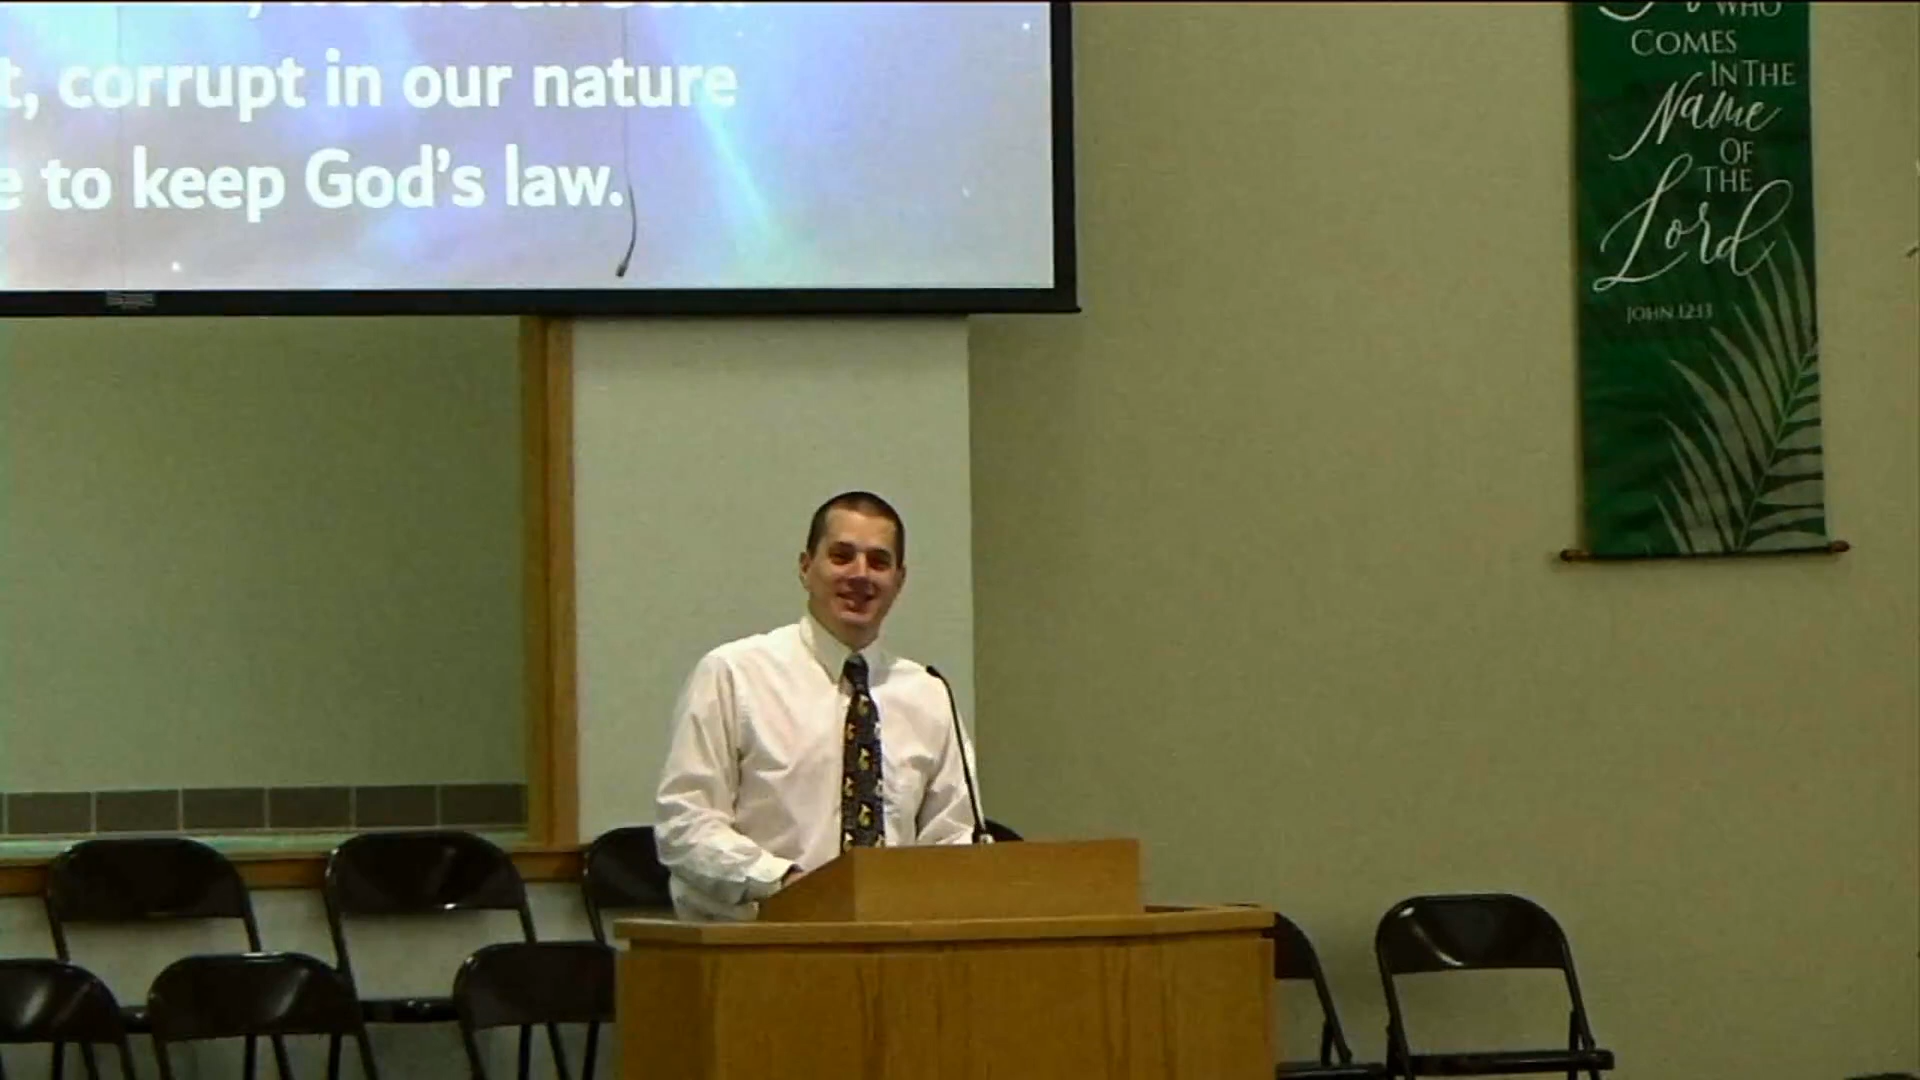 t, corrupt in our nature
e to keep God's law.
WHO
COMES
IN THE
Name
OF
THE
Lord
JOHN 12:13